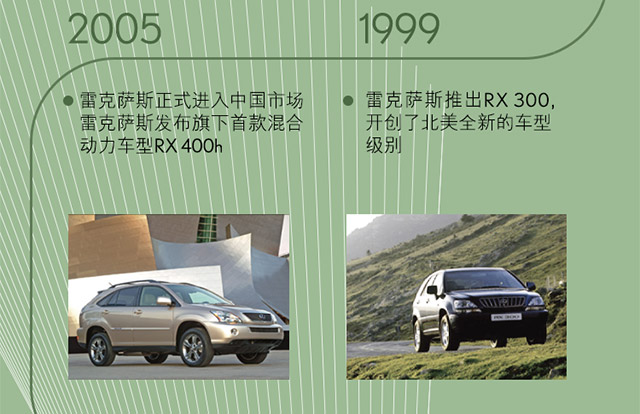 2005
雷克萨斯正式进入中国市场
雷克萨斯发布旗下首款混合
动力车型RX 400h
1999
雷克萨斯推出RX 300,
开创了北美全新的车型
级别